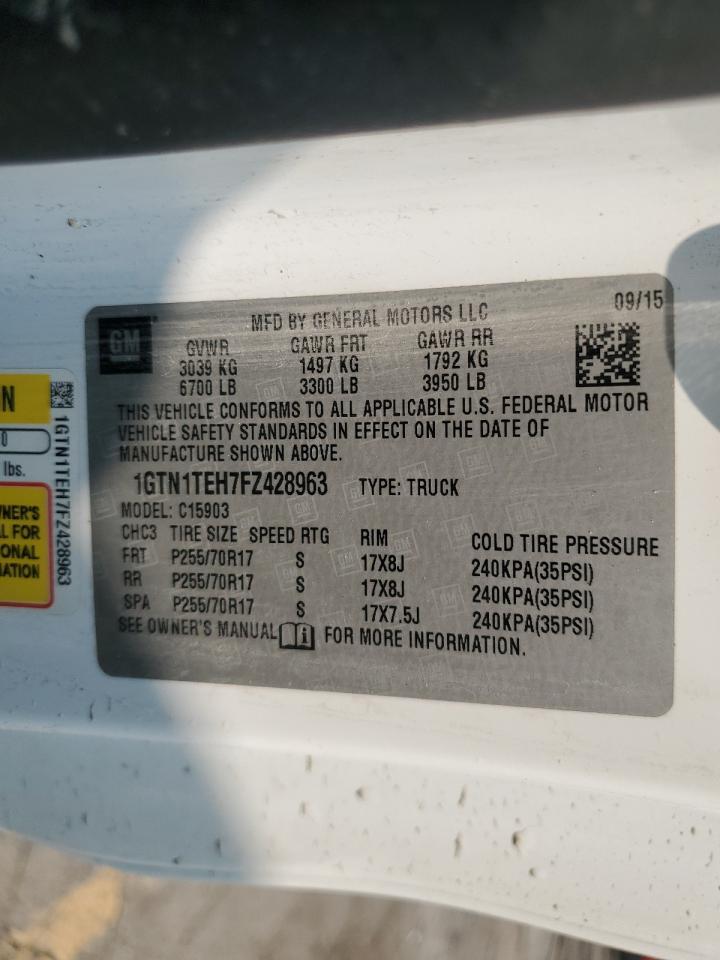 GM
MFD BY GENERAL MOTORS LLC 09/15
GVWR GAWR FRT GAWR RR
3039 KG 1497 KG 1792 KG
6700 LB 3300 LB 3950 LB
THIS VEHICLE CONFORMS TO ALL APPLICABLE U.S. FEDERAL MOTOR
VEHICLE SAFETY STANDARDS IN EFFECT ON THE DATE OF
MANUFACTURE SHOWN ABOVE.
1GTN1TEH7FZ428963 TYPE: TRUCK
MODEL: C15903
CHC3 TIRE SIZE SPEED RTG RIM COLD TIRE PRESSURE
FRT P255/70R17 S 17X8J 240KPA(35PSI)
RR P255/70R17 S 17X8J 240KPA(35PSI)
SPA P255/70R17 S 17X7.5J 240KPA(35PSI)
SEE OWNER'S MANUAL FOR MORE INFORMATION.
1GTN1TEH7FZ428963
lbs.
FOR